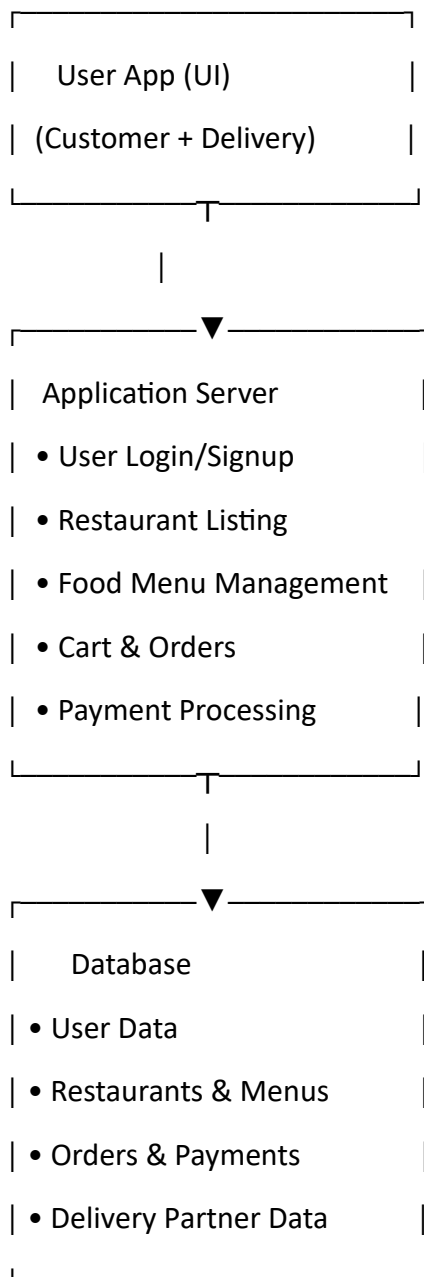 User App (UI)
(Customer + Delivery)
Application Server
• User Login/Signup
• Restaurant Listing
• Food Menu Management
• Cart & Orders
• Payment Processing
Database
• User Data
• Restaurants & Menus
• Orders & Payments
• Delivery Partner Data